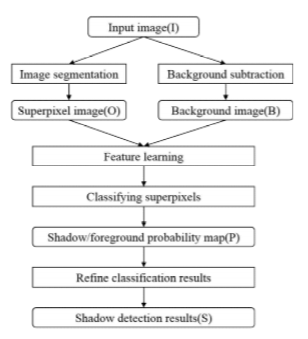 Input image(I)
Image segmentation
Background subtraction
Superpixel image(O)
Background image(B)
Feature learning
Classifying superpixels
Shadow/foreground probability map(P)
Refine classification results
Shadow detection results(S)